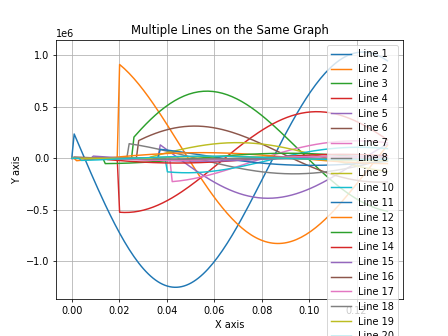 Multiple Lines on the Same Graph
1e6
1.0
0.5
0.0
−0.5
−1.0
Y axis
0.00
0.02
0.04
0.06
0.08
0.10
X axis
Line 1
Line 2
Line 3
Line 4
Line 5
Line 6
Line 7
Line 8
Line 9
Line 10
Line 11
Line 12
Line 13
Line 14
Line 15
Line 16
Line 17
Line 18
Line 19
Line 20